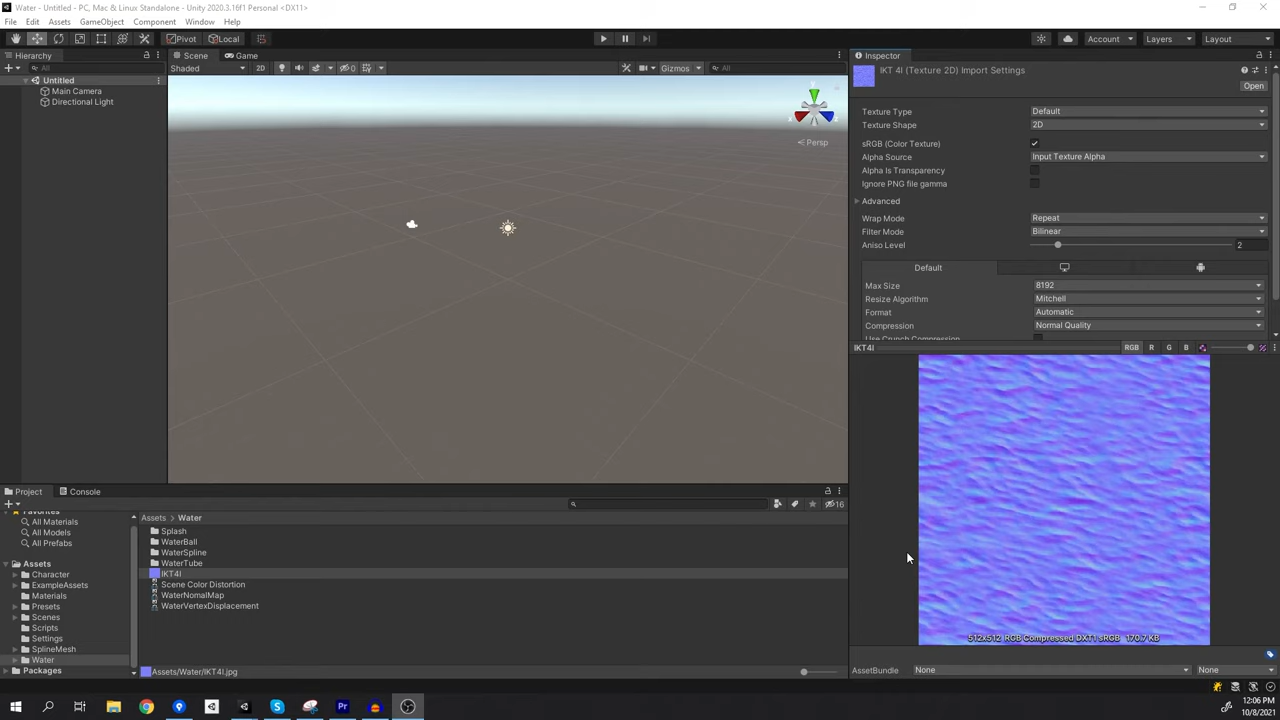 Water - Untitled - PC, Mac & Linux Standalone - Unity 2020.3.16f1 Personal <DX11>
File Edit Assets GameObject Component Window Help
Pivot Local Account Layers Layout
Hierarchy
All
Untitled
Main Camera
Directional Light
Scene Game
Shaded 2D 0 Gizmos All
Persp
Inspector
IKT 4I (Texture 2D) Import Settings
Open
Texture Type Default
Texture Shape 2D
sRGB (Color Texture)
Alpha Source Input Texture Alpha
Alpha Is Transparency
Ignore PNG file gamma
Advanced
Wrap Mode Repeat
Filter Mode Bilinear
Aniso Level 2
Default
Max Size 8192
Resize Algorithm Mitchell
Format Automatic
Compression Normal Quality
Use Crunch Compression
IKT4I RGB R G B
512x512 RGB Compressed DXT1 sRGB 170.7 KB
AssetBundle None None
Project Console
16
Favorites
All Materials
All Models
All Prefabs
Assets
Character
ExampleAssets
Materials
Presets
Scenes
Scripts
Settings
SplineMesh
Water
Packages
Assets > Water
Splash
WaterBall
WaterSpline
WaterTube
IKT4I
Scene Color Distortion
WaterNomalMap
WaterVertexDisplacement
Assets/Water/IKT4I.jpg
12:06 PM
10/8/2021